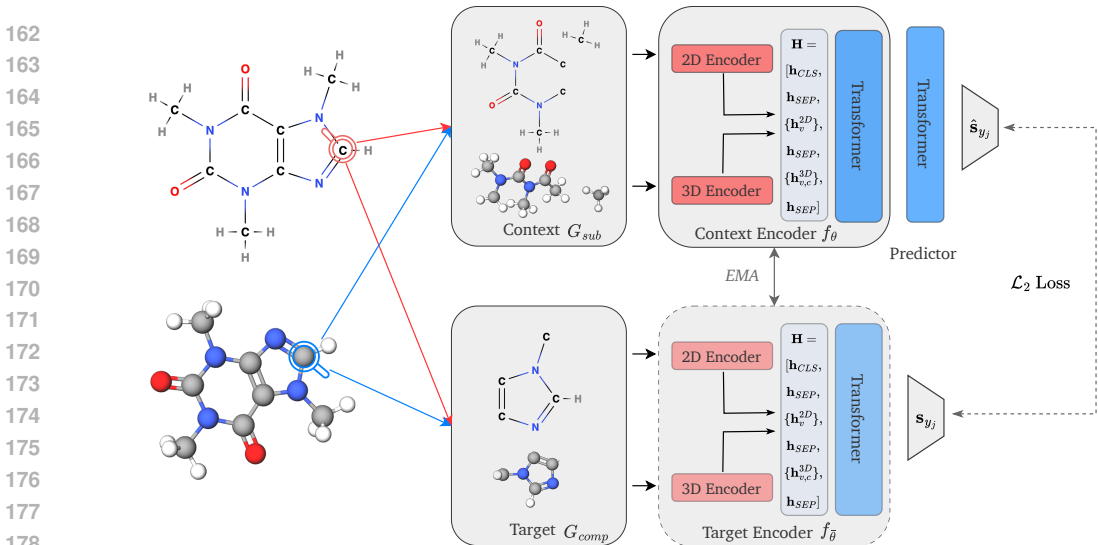 162
163
164
165
166
167
168
169
170
171
172
173
174
175
176
177
178
H
H C H
O
H
H C H
N
C
C
C
N
C H
C
C
N
O
N
H C H
H
O
C
H C H
H
H C H
H
N
C
C
O
C
N
C
H C H
H
Context G_sub
2D Encoder
3D Encoder
H =
[h_CLS,
h_SEP,
{h_v^2D},
h_SEP,
{h_v,c^3D},
h_SEP]
Transformer
Context Encoder f_θ
Transformer
Predictor
ŝ_y_j
EMA
L_2 Loss
C
N
C
C
C H
N
Target G_comp
2D Encoder
3D Encoder
H =
[h_CLS,
h_SEP,
{h_v^2D},
h_SEP,
{h_v,c^3D},
h_SEP]
Transformer
Target Encoder f_θ̄
s_y_j